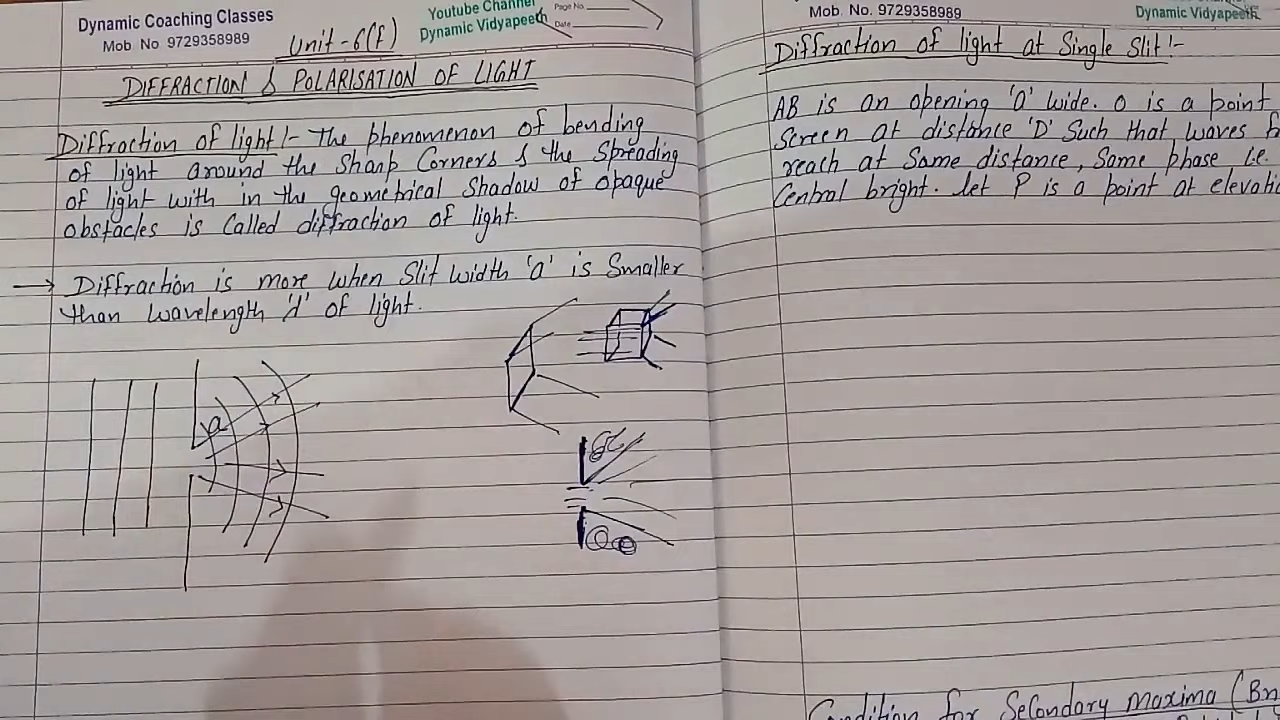 Dynamic Coaching Classes
Mob No 9729358989
Unit-6(F)
Youtube Channel
Dynamic Vidyapeeth
Page No
Date
DIFFRACTION & POLARISATION OF LIGHT
Diffraction of light :- The phenomenon of bending
of light around the Sharp Corners & the Spreading
of light with in the geometrical Shadow of opaque
obstacles is Called diffraction of light.
→ Diffraction is more when Slit width 'a' is Smaller
than wavelength 'λ' of light.
a
Mob. No. 9729358989
Dynamic Vidyapeeth
Diffraction of light at Single Slit :-
AB is an opening 'a' wide. O is a point
Screen at distance 'D' Such that waves
reach at Same distance, Same phase i.e.
Central bright. Let P is a point at
Condition for Secondary maxima